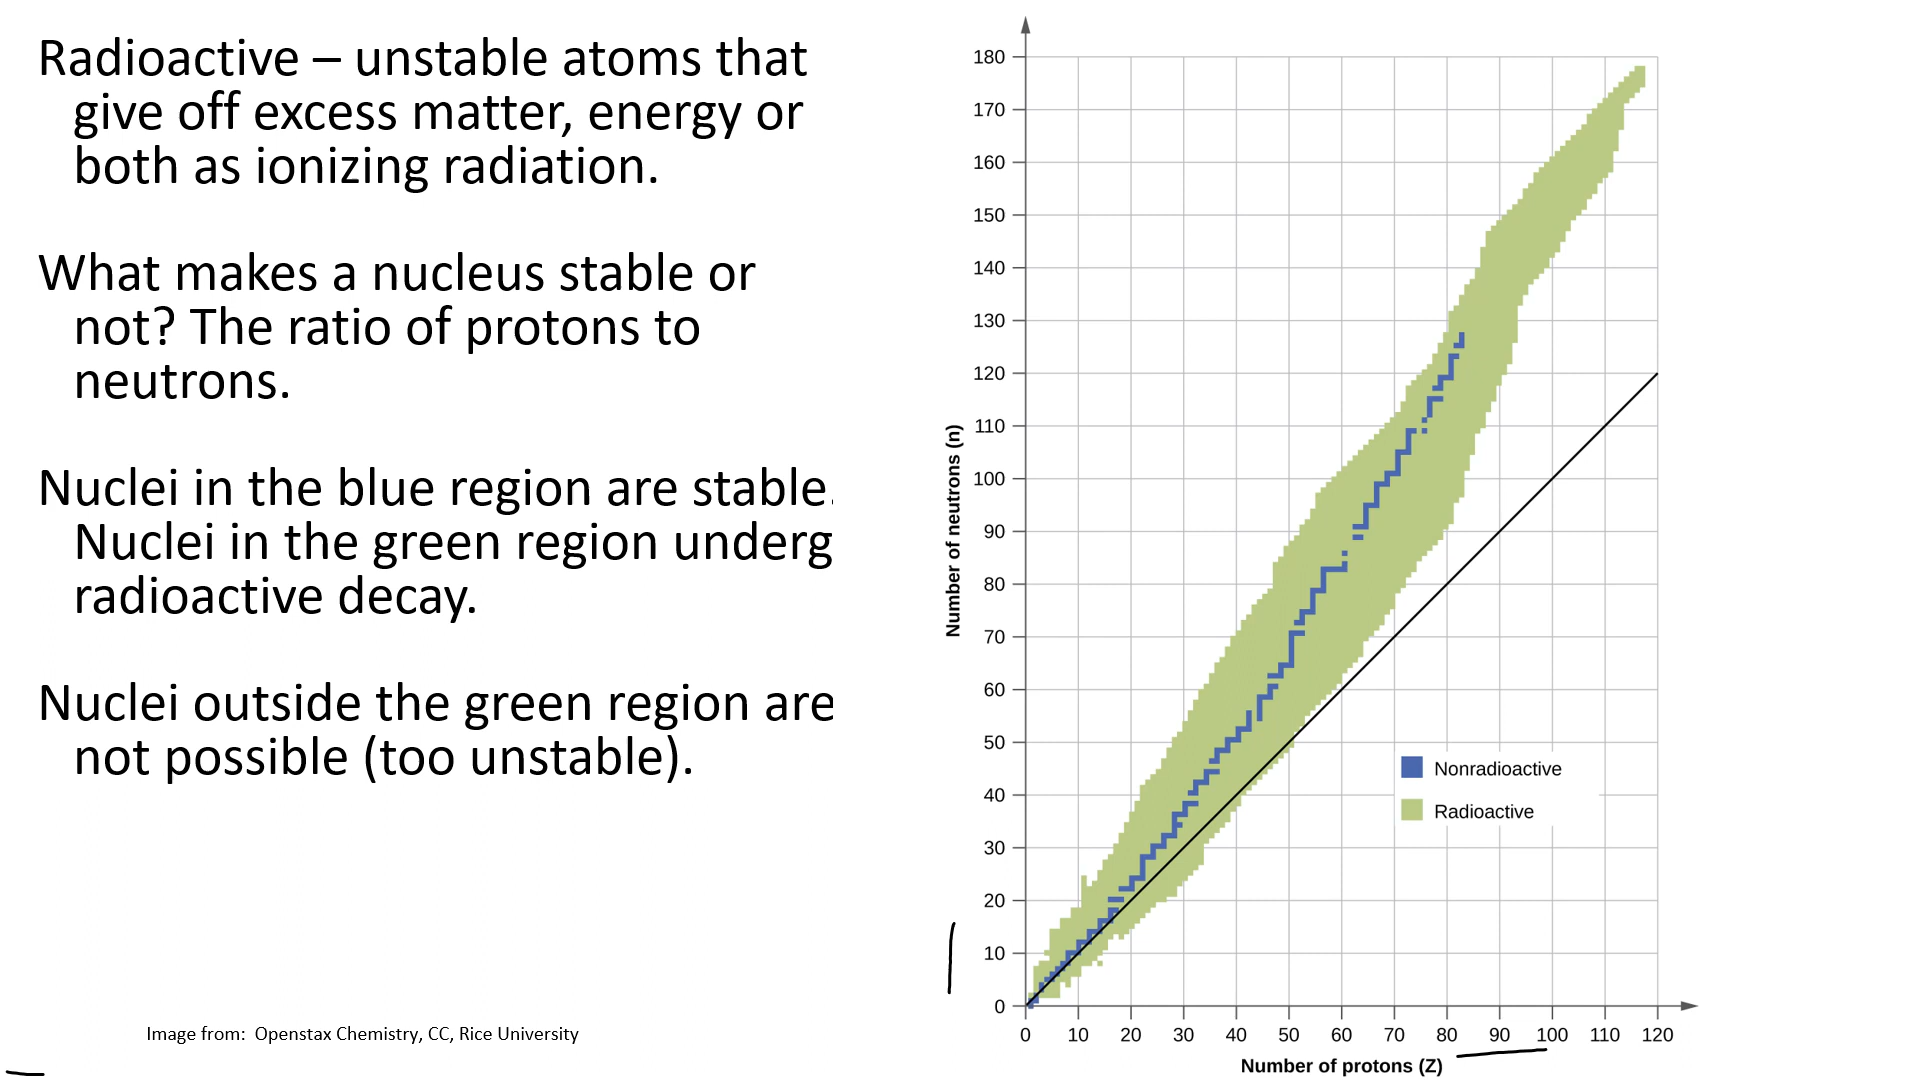 Radioactive – unstable atoms that
give off excess matter, energy or
both as ionizing radiation.
What makes a nucleus stable or
not? The ratio of protons to
neutrons.
Nuclei in the blue region are stable.
Nuclei in the green region underg
radioactive decay.
Nuclei outside the green region are
not possible (too unstable).
Image from: Openstax Chemistry, CC, Rice University
Number of neutrons (n)
180
170
160
150
140
130
120
110
100
90
80
70
60
50
40
30
20
10
0
Nonradioactive
Radioactive
0 10 20 30 40 50 60 70 80 90 100 110 120
Number of protons (Z)